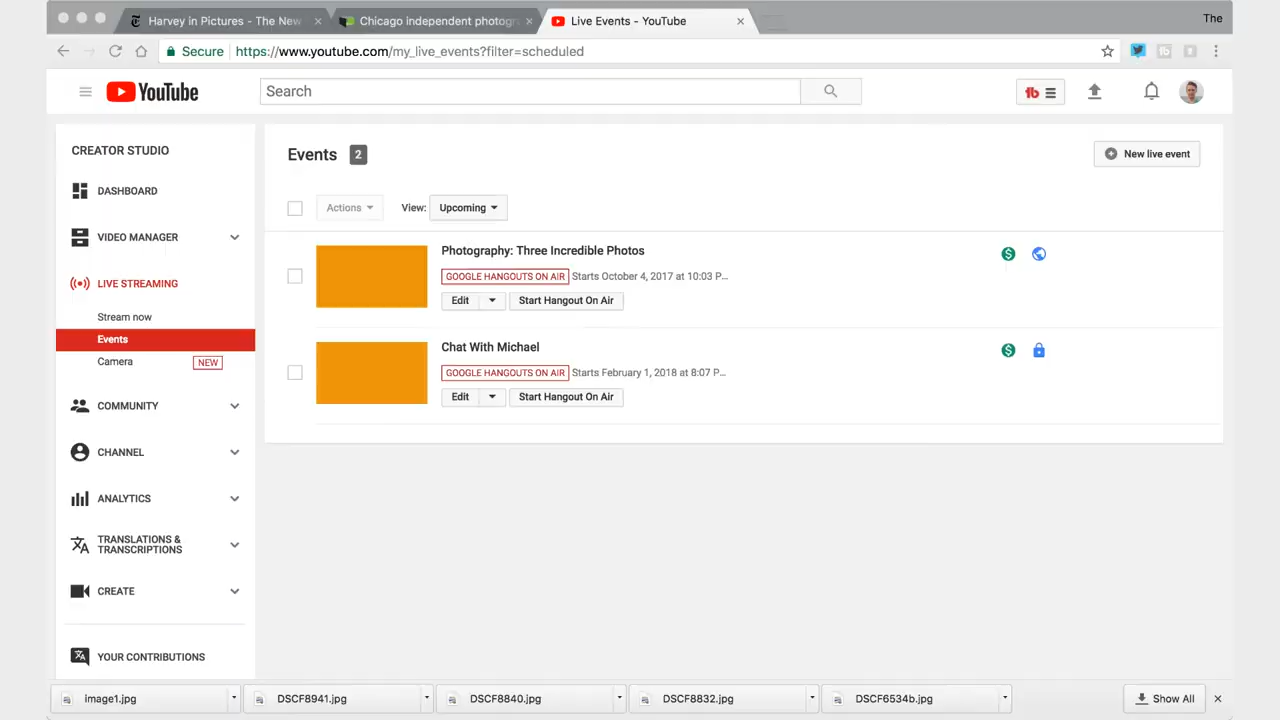 Harvey in Pictures - The New
Chicago independent photogr
Live Events - YouTube
The
Secure https://www.youtube.com/my_live_events?filter=scheduled
YouTube
Search
CREATOR STUDIO
DASHBOARD
VIDEO MANAGER
LIVE STREAMING
Stream now
Events
Camera NEW
COMMUNITY
CHANNEL
ANALYTICS
TRANSLATIONS &
TRANSCRIPTIONS
CREATE
YOUR CONTRIBUTIONS
Events 2
New live event
Actions View: Upcoming
Photography: Three Incredible Photos
GOOGLE HANGOUTS ON AIR Starts October 4, 2017 at 10:03 P...
Edit Start Hangout On Air
Chat With Michael
GOOGLE HANGOUTS ON AIR Starts February 1, 2018 at 8:07 P...
Edit Start Hangout On Air
image1.jpg
DSCF8941.jpg
DSCF8840.jpg
DSCF8832.jpg
DSCF6534b.jpg
Show All